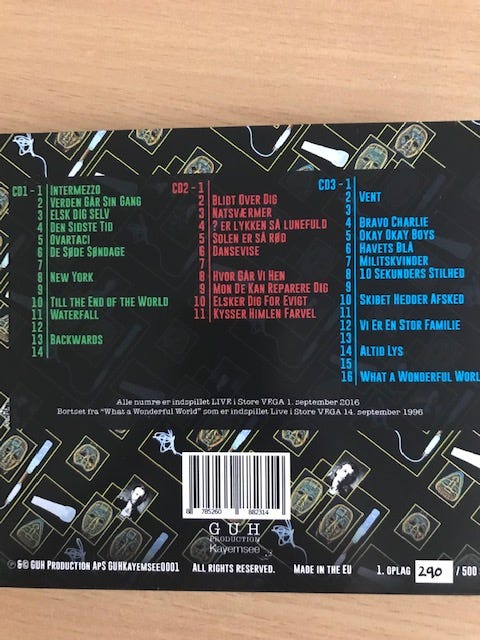 CD1 - 1 Intermezzo
2 Verden Går Sin Gang
3 Elsk Dig Selv
4 Den Sidste Tid
5 Ovartaci
6 De Søde Søndage
7
8 New York
9
10 Till the End of the World
11 Waterfall
12
13 Backwards
14
CD2 - 1
2 Blidt Over Dig
3 Natsværmer
4 ? er Lykken så Lunefuld
5 Solen er så Rød
6 Dansevise
7
8 Hvor Går Vi Hen
9 Mon De Kan Reparere Dig
10 Elsker Dig For Evigt
11 Kysser Himlen Farvel
CD3 - 1
2 Vent
3
4 Bravo Charlie
5 Okay Okay Boys
6 Havets Blå
7 Militskvinder
8 10 Sekunders Stilhed
9
10 Skibet Hedder Afsked
11
12 Vi Er En Stor Familie
13
14 Altid Lys
15
16 What a Wonderful Worl
Alle numre er indspillet LIVE i Store VEGA 1. september 2016
Bortset fra "What a Wonderful World" som er indspillet Live i Store VEGA 14. september 1996
8 785260 882314
GUH
PRODUCTION
Kayemsee
℗ & © GUH Production ApS GUHKayemsee0001 All rights reserved. Made in the EU 1. oplag 290 / 500